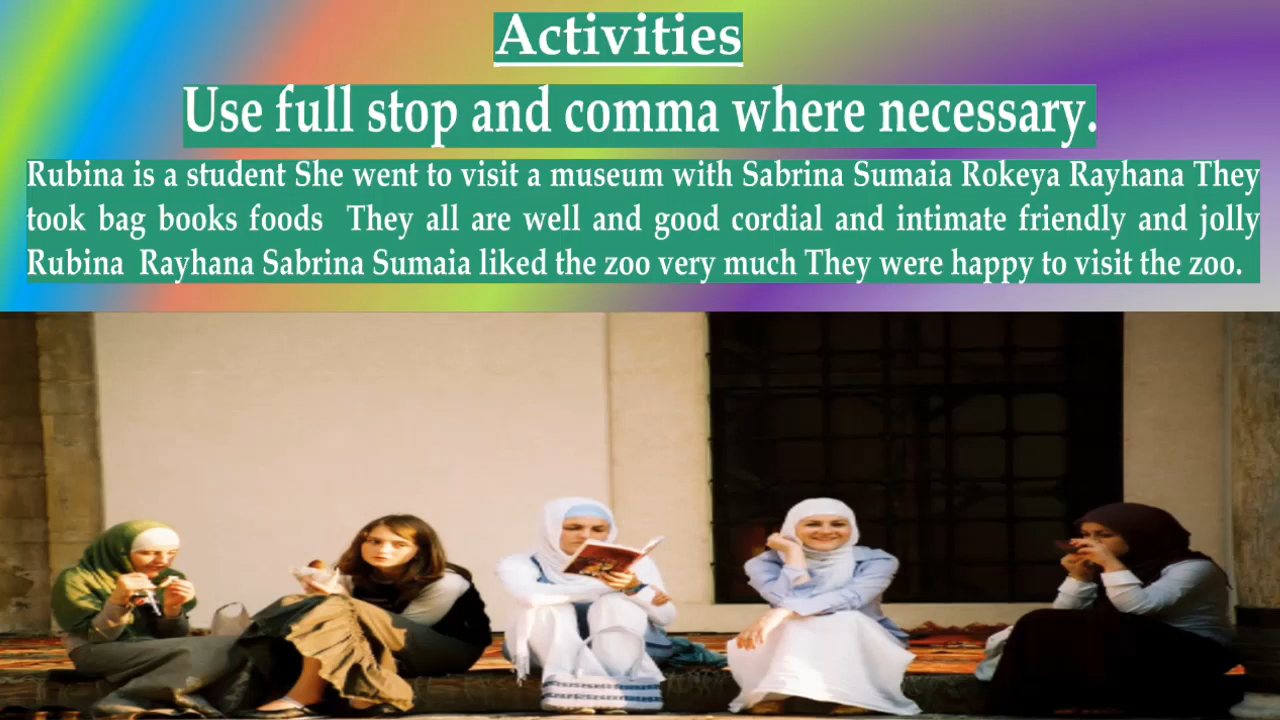 Activities
Use full stop and comma where necessary.
Rubina is a student She went to visit a museum with Sabrina Sumaia Rokeya Rayhana They
took bag books foods They all are well and good cordial and intimate friendly and jolly
Rubina Rayhana Sabrina Sumaia liked the zoo very much They were happy to visit the zoo.